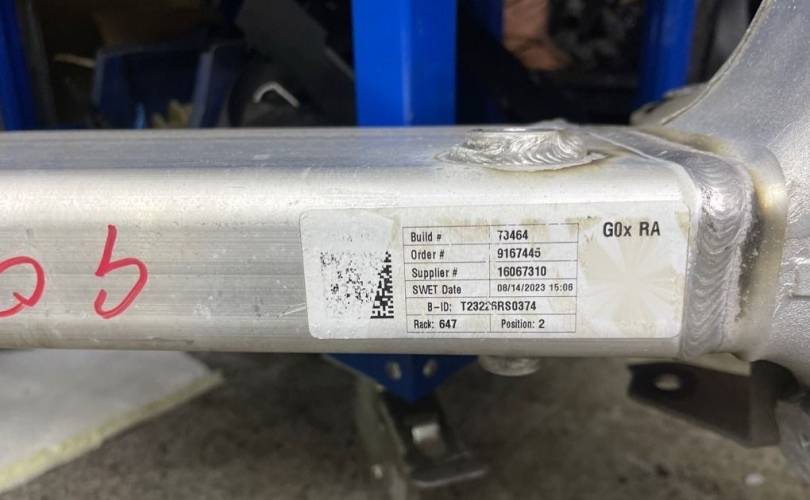 G0x RA
Build # 73464
Order # 9167445
Supplier # 16067310
SWET Date 08/14/2023 15:06
B-ID: T23226RS0374
Rack: 647 Position: 2